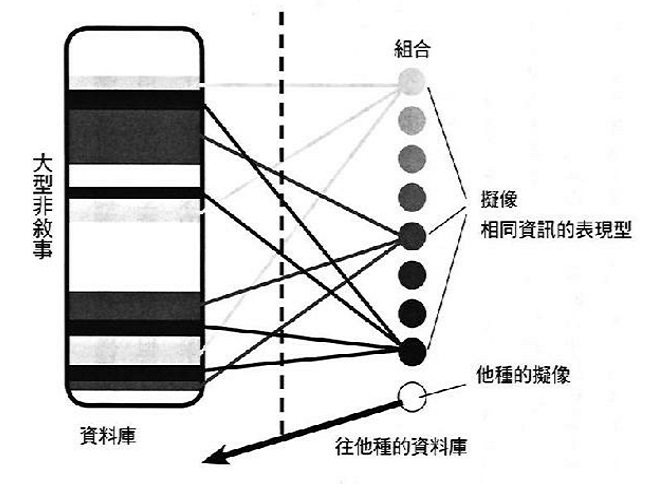 組合
大型非敘事
擬像
相同資訊的表現型
他種的擬像
資料庫
往他種的資料庫